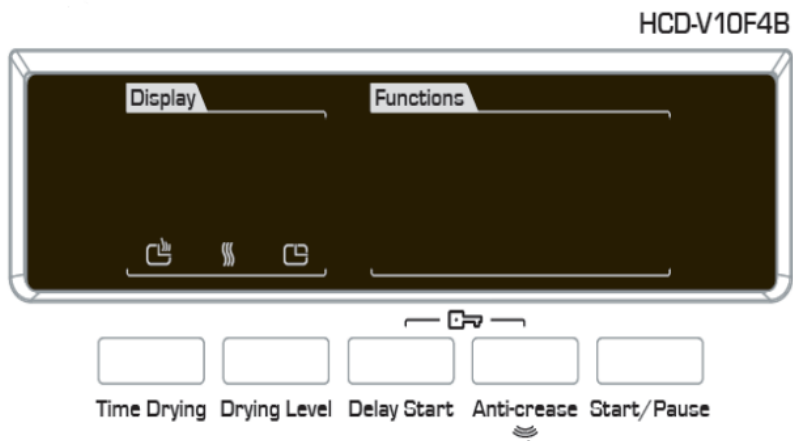 HCD-V10F4B
Display Functions
Time Drying Drying Level Delay Start Anti-crease Start/Pause